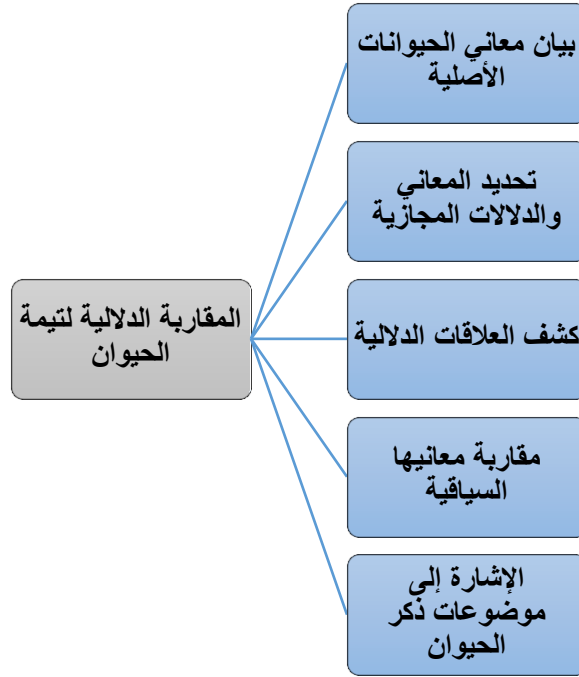 المقاربة الدلالية لتيمة
الحيوان
بيان معاني الحيوانات
الأصلية
تحديد المعاني
والدلالات المجازية
كشف العلاقات الدلالية
مقاربة معانيها
السياقية
الإشارة إلى
موضوعات ذكر
الحيوان